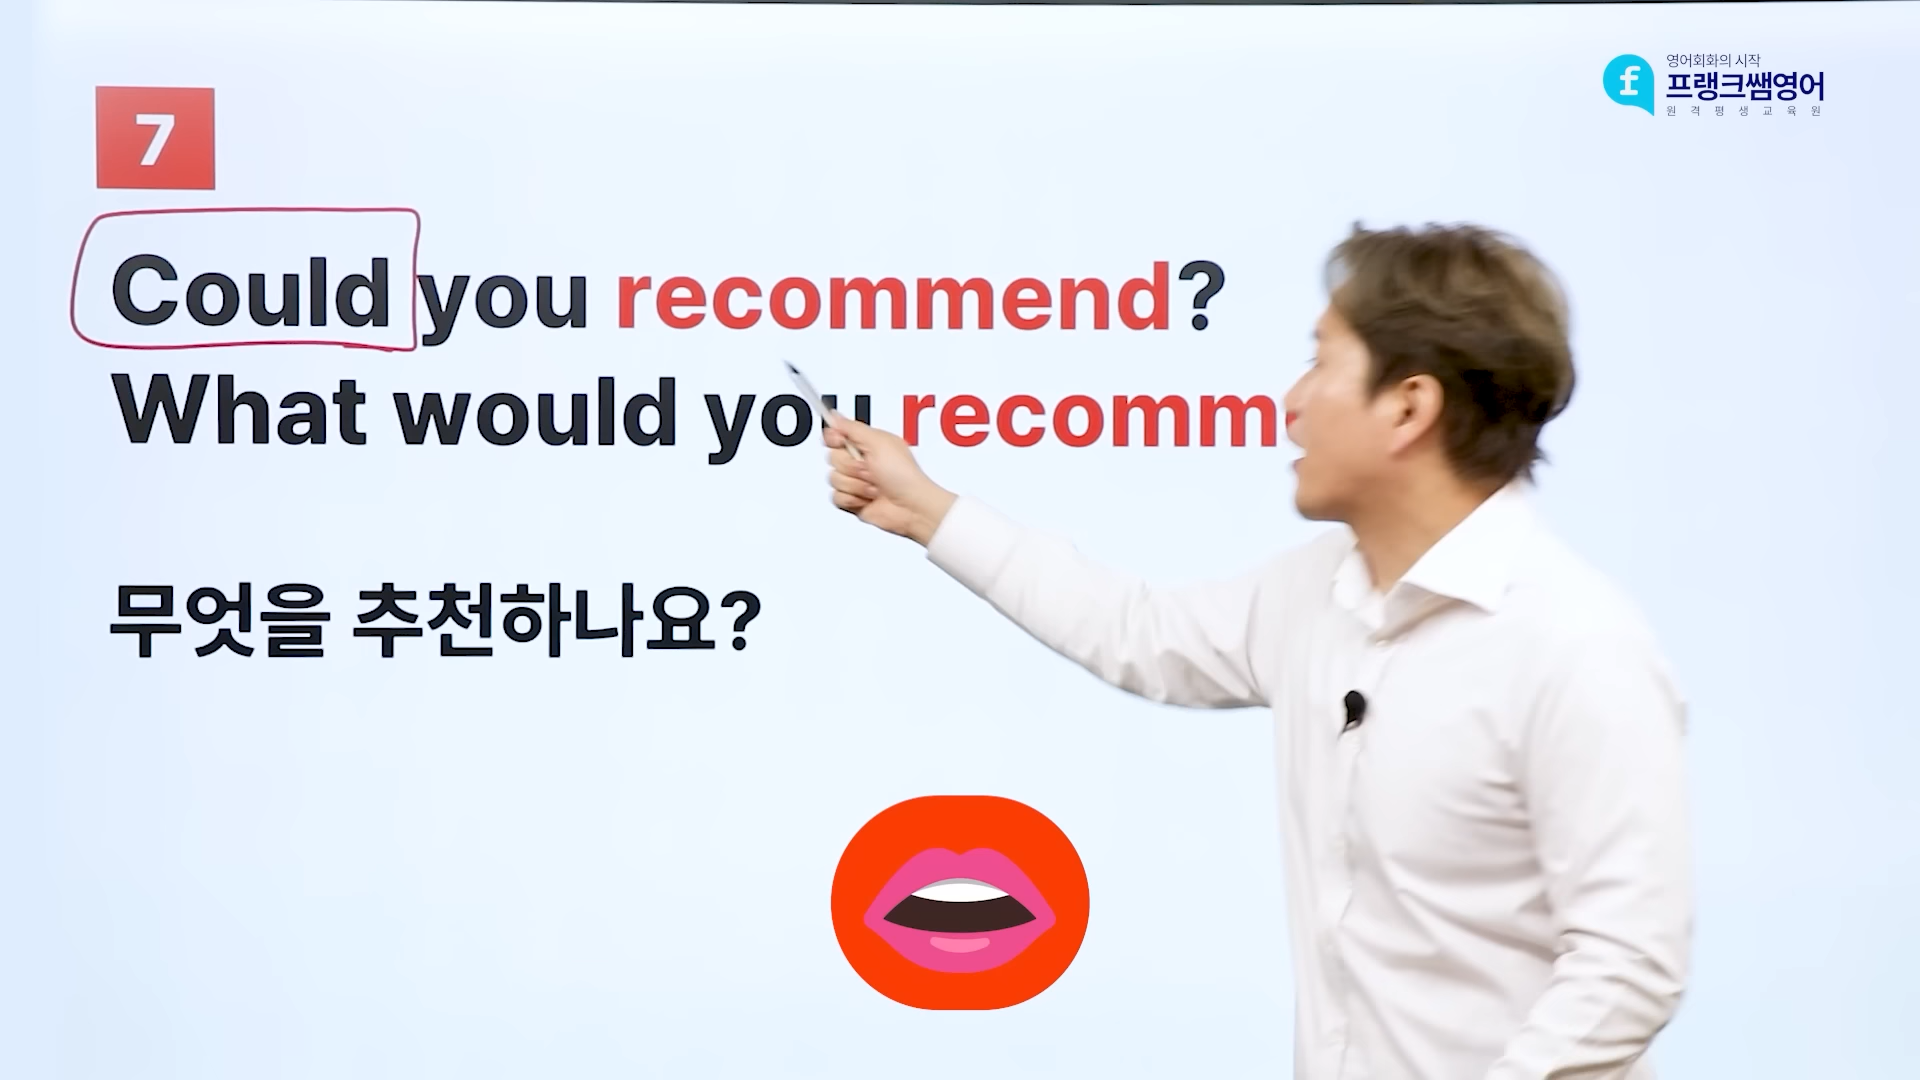 영어회화의 시작
프랭크쌤영어
원격평생교육원
7
Could you recommend?
What would you recomm
무엇을 추천하나요?